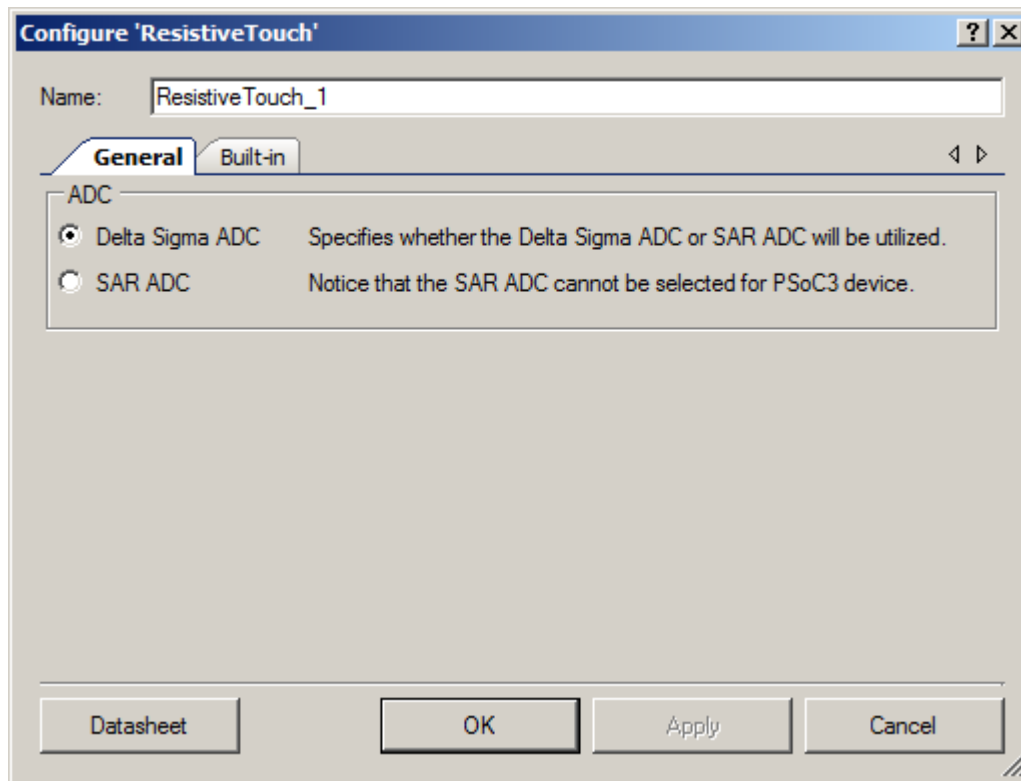 Configure 'ResistiveTouch'
Name: ResistiveTouch_1
General Built-in
ADC
Delta Sigma ADC Specifies whether the Delta Sigma ADC or SAR ADC will be utilized.
SAR ADC Notice that the SAR ADC cannot be selected for PSoC3 device.
Datasheet OK Apply Cancel